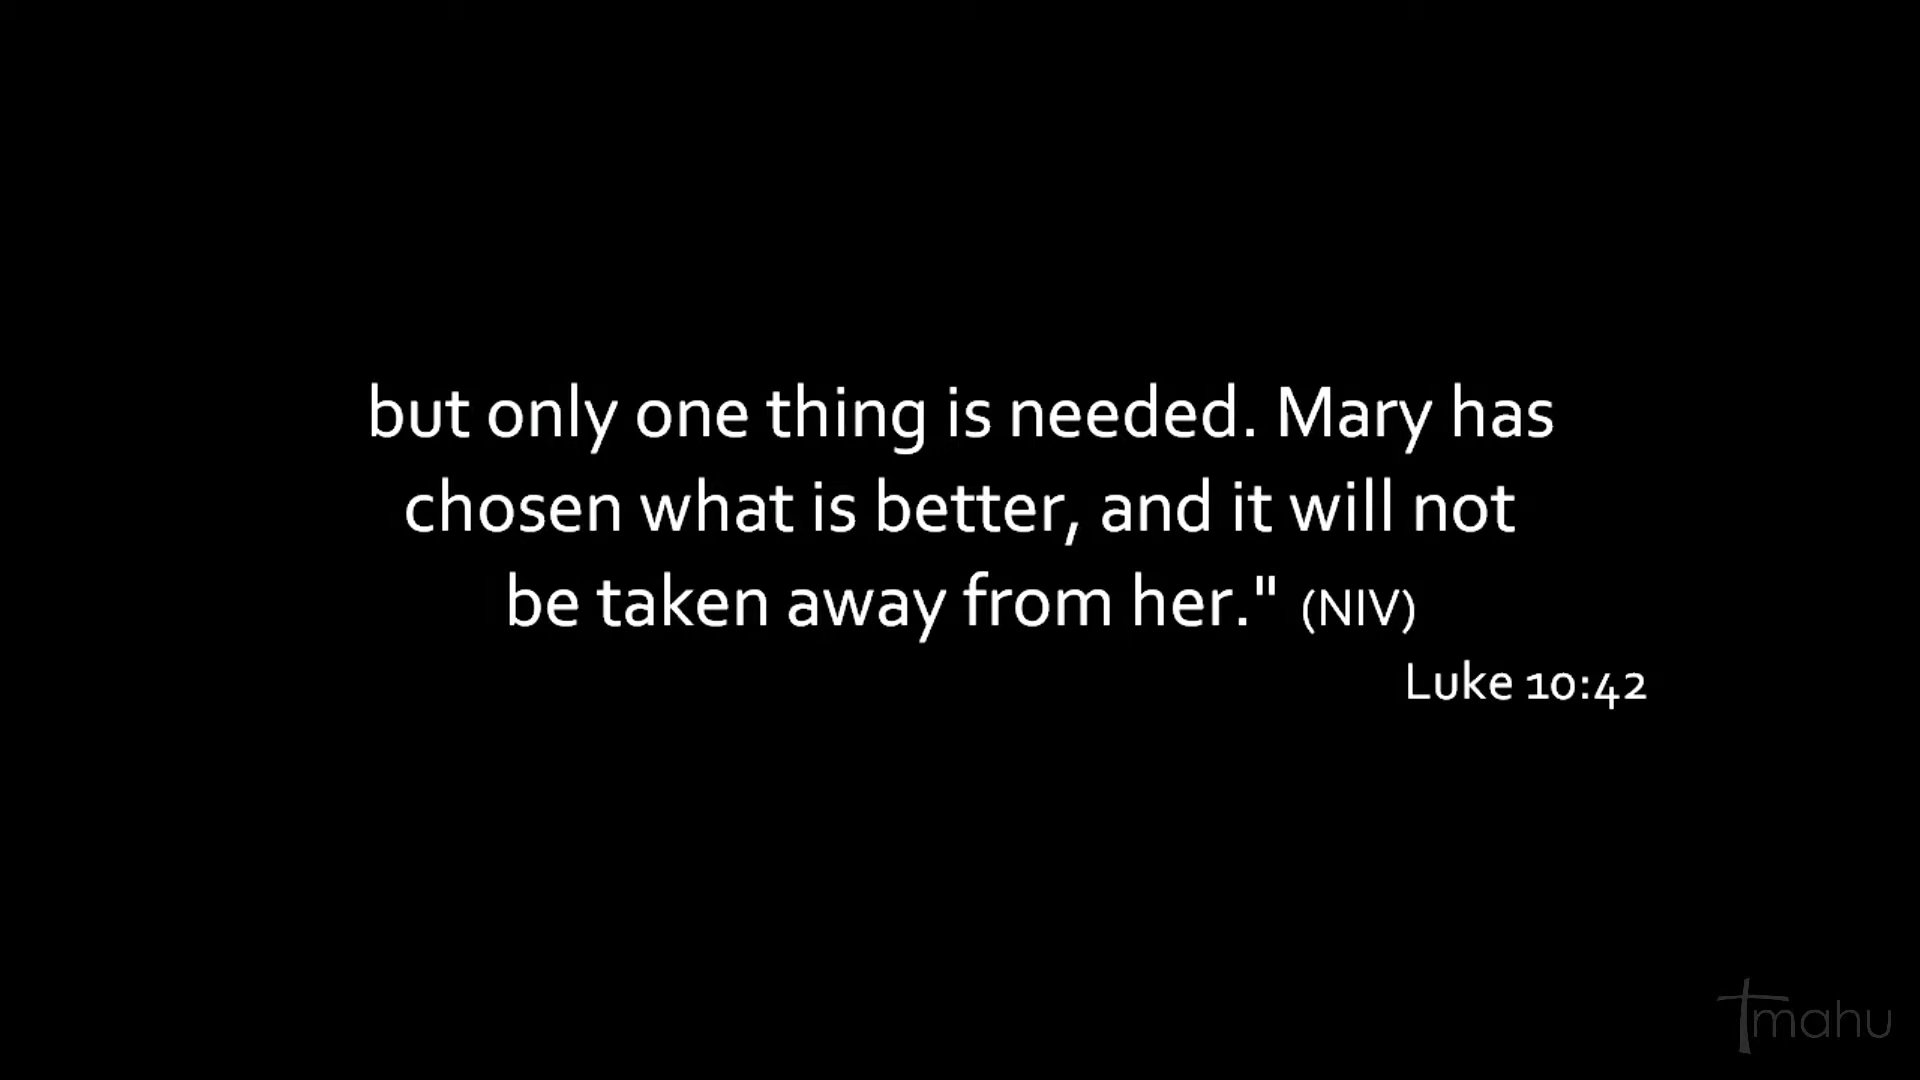 but only one thing is needed. Mary has
chosen what is better, and it will not
be taken away from her." (NIV)
Luke 10:42
mahu